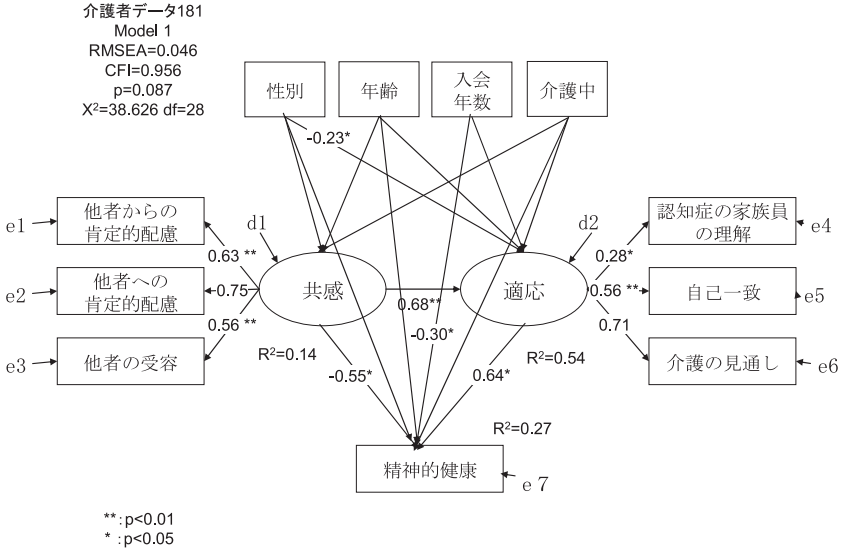 介護者データ181
Model 1
RMSEA=0.046
CFI=0.956
p=0.087
X²=38.626 df=28
性別
年齢
入会
年数
介護中
-0.23*
e1
他者からの
肯定的配慮
d1
d2
認知症の家族員
の理解
e4
0.63 **
0.28*
e2
他者への
肯定的配慮
-0.75
共感
0.68**
適応
0.56 **
自己一致
e5
0.56 **
-0.30*
0.71
e3
他者の受容
R²=0.14
-0.55*
0.64*
R²=0.54
介護の見通し
e6
R²=0.27
精神的健康
e 7
**:p<0.01
* :p<0.05